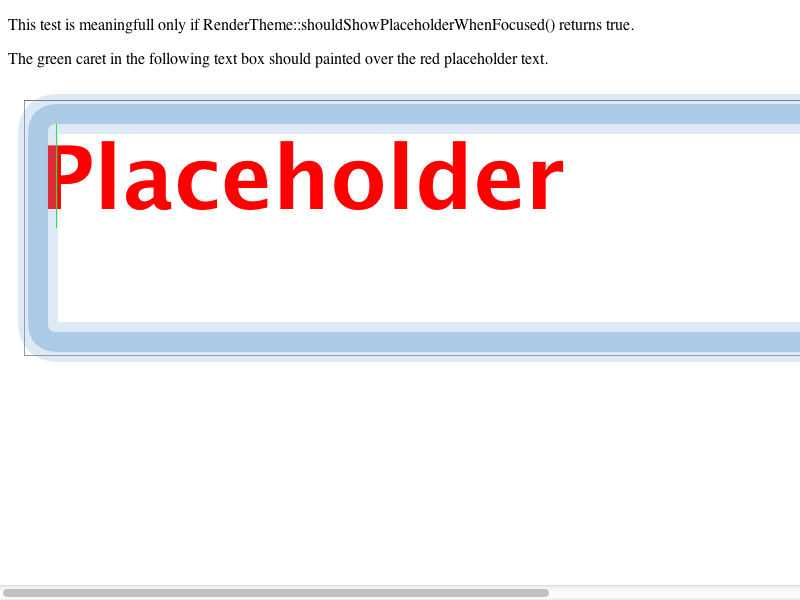 This test is meaningfull only if RenderTheme::shouldShowPlaceholderWhenFocused() returns true.
The green caret in the following text box should painted over the red placeholder text.
Placeholder